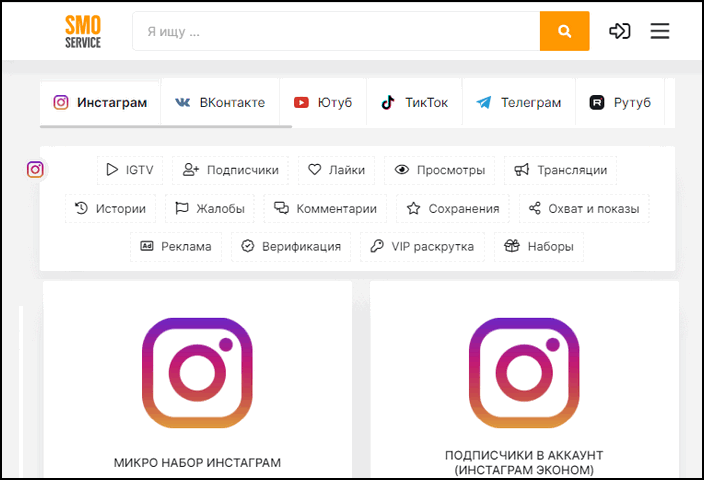 SMO
SERVICE
Я ищу ...
Инстаграм ВКонтакте Ютуб ТикТок Телеграм Рутуб
IGTV Подписчики Лайки Просмотры Трансляции
Истории Жалобы Комментарии Сохранения Охват и показы
Ad Реклама Верификация VIP раскрутка Наборы
МИКРО НАБОР ИНСТАГРАМ
ПОДПИСЧИКИ В АККАУНТ
(ИНСТАГРАМ ЭКОНОМ)